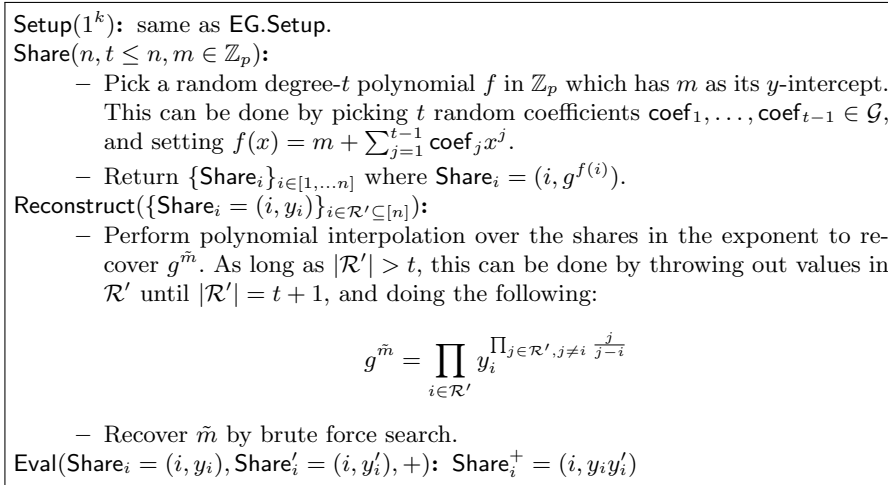 Setup(1^k): same as EG.Setup.
Share(n, t ≤ n, m ∈ ℤ_p):
– Pick a random degree-t polynomial f in ℤ_p which has m as its y-intercept.
This can be done by picking t random coefficients coef_1, . . . , coef_{t−1} ∈ 𝒢,
and setting f(x) = m + ∑_{j=1}^{t−1} coef_j x^j.
– Return {Share_i}_{i∈[1,...n]} where Share_i = (i, g^{f(i)}).
Reconstruct({Share_i = (i, y_i)}_{i∈ℛ′⊆[n]}):
– Perform polynomial interpolation over the shares in the exponent to re-
cover g^{m̃}. As long as |ℛ′| > t, this can be done by throwing out values in
ℛ′ until |ℛ′| = t + 1, and doing the following:
g^{m̃} = ∏_{i∈ℛ′} y_i^{∏_{j∈ℛ′,j≠i} \frac{j}{j−i}}
– Recover m̃ by brute force search.
Eval(Share_i = (i, y_i), Share′_i = (i, y′_i), +): Share_i^+ = (i, y_i y′_i)